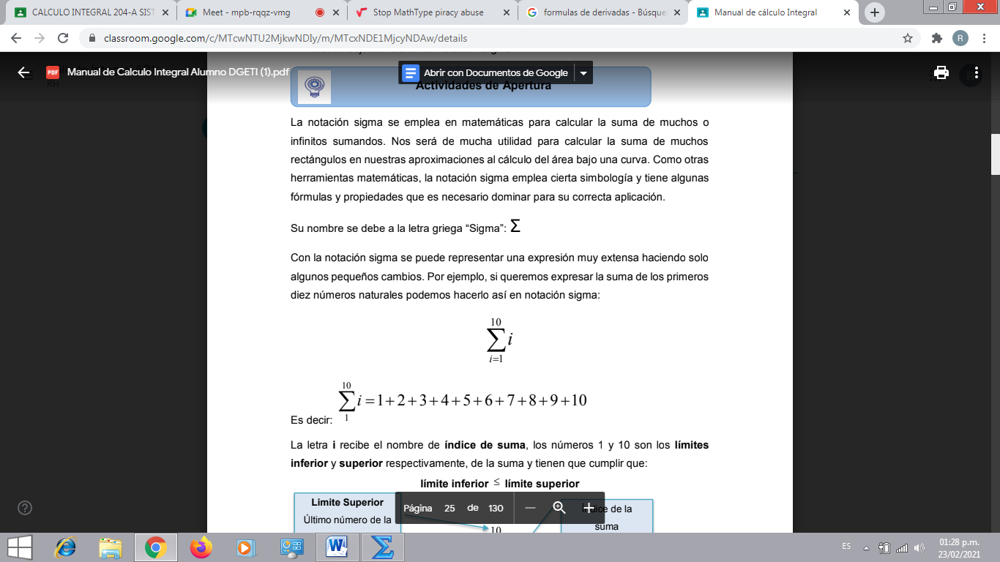 CALCULO INTEGRAL 204-A SIST
Meet - mpb-rqqz-vmg
Stop MathType piracy abuse
formulas de derivadas - Búsque
Manual de cálculo Integral
classroom.google.com/c/MTcwNTU2MjkwNDIy/m/MTcxNDE1MjcyNDAw/details
R
PDF
Manual de Calculo Integral Alumno DGETI (1).pdf
Abrir con Documentos de Google
RH
Actividades de Apertura
La notación sigma se emplea en matemáticas para calcular la suma de muchos o
infinitos sumandos. Nos será de mucha utilidad para calcular la suma de muchos
rectángulos en nuestras aproximaciones al cálculo del área bajo una curva. Como otras
herramientas matemáticas, la notación sigma emplea cierta simbología y tiene algunas
fórmulas y propiedades que es necesario dominar para su correcta aplicación.
Su nombre se debe a la letra griega “Sigma”: Σ
Con la notación sigma se puede representar una expresión muy extensa haciendo solo
algunos pequeños cambios. Por ejemplo, si queremos expresar la suma de los primeros
diez números naturales podemos hacerlo así en notación sigma:
10
∑ i
i=1
10
∑ i = 1 + 2 + 3 + 4 + 5 + 6 + 7 + 8 + 9 + 10
Es decir: 1
La letra i recibe el nombre de índice de suma, los números 1 y 10 son los límites
inferior y superior respectivamente, de la suma y tienen que cumplir que:
límite inferior ≤ límite superior
Limite Superior
Último número de la
10
Índice de la
suma
Página 25 de 130
ES
01:28 p.m.
23/02/2021